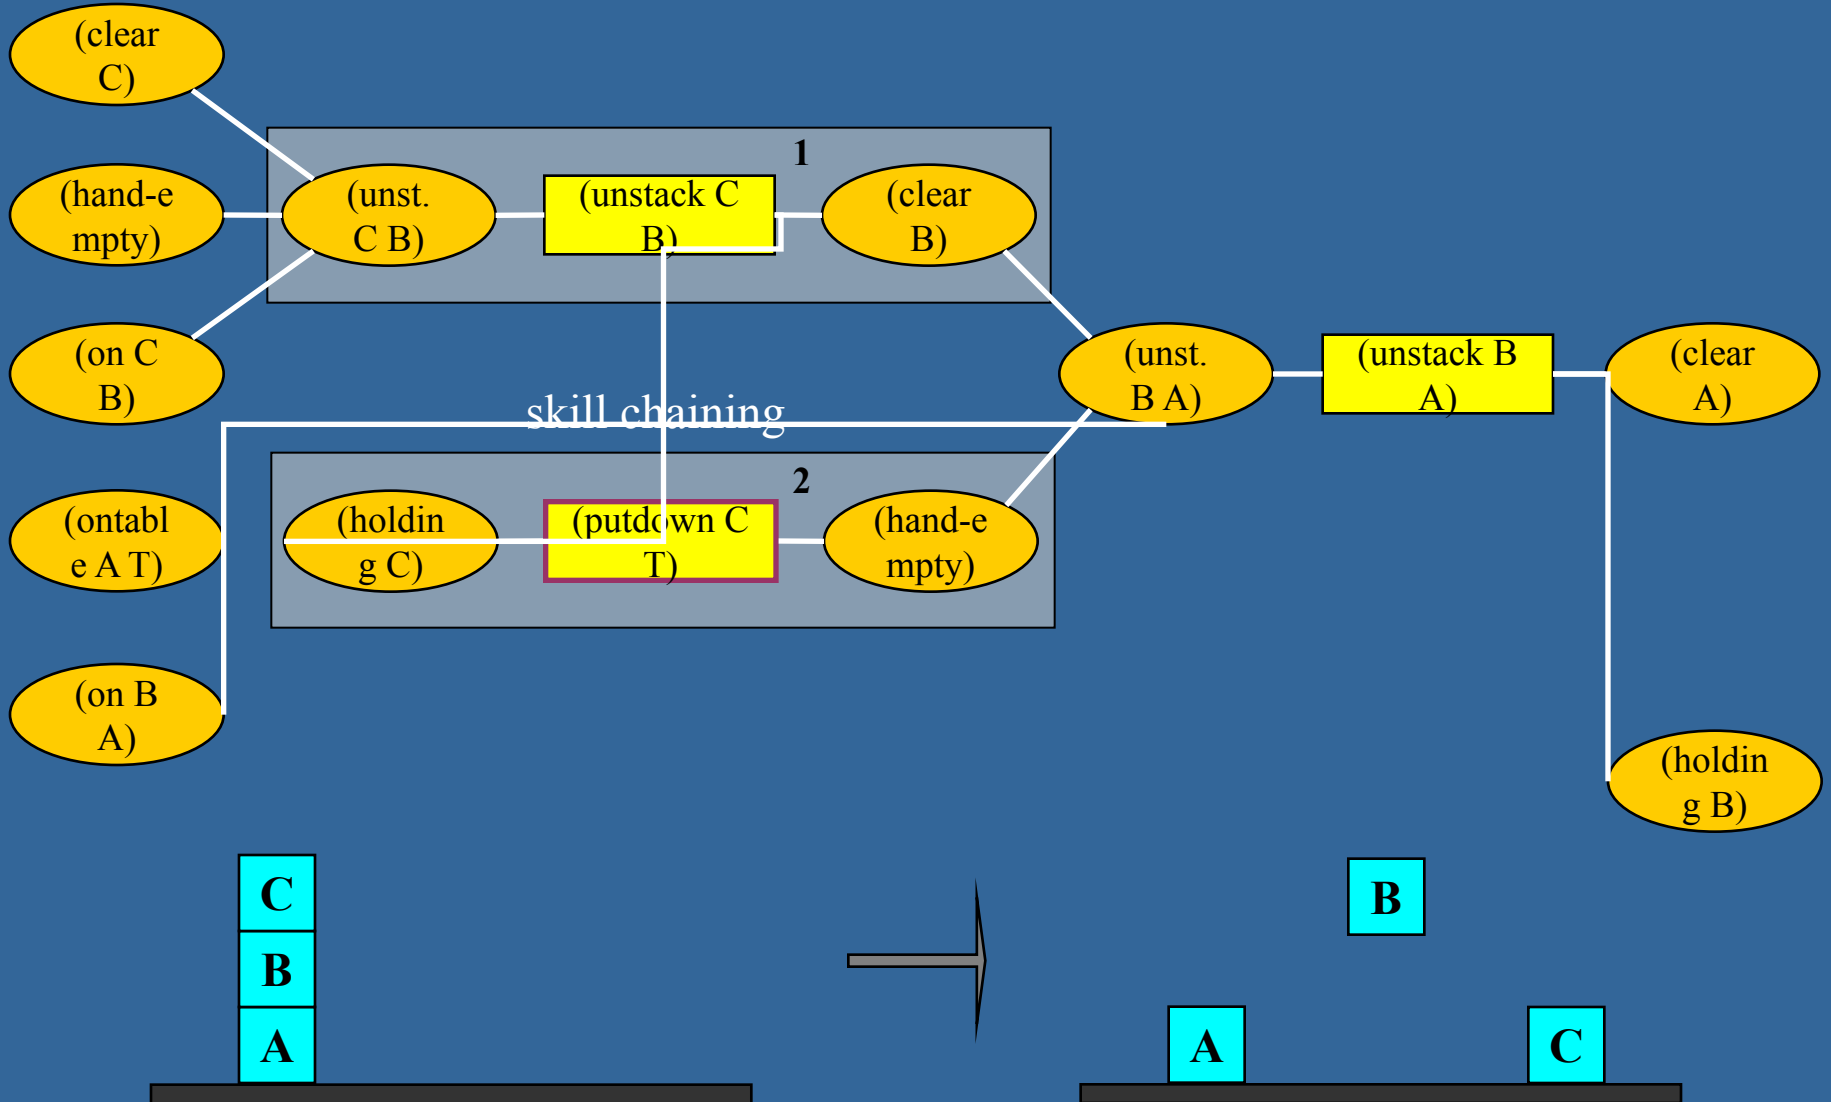 (clear
C)
1
(hand-e
mpty)
(unst.
C B)
(unstack C
B)
(clear
B)
(on C
B)
(unst.
B A)
(unstack B
A)
(clear
A)
skill chaining
2
(ontabl
e A T)
(holdin
g C)
(putdown C
T)
(hand-e
mpty)
(on B
A)
(holdin
g B)
C
B
A
B
A
C